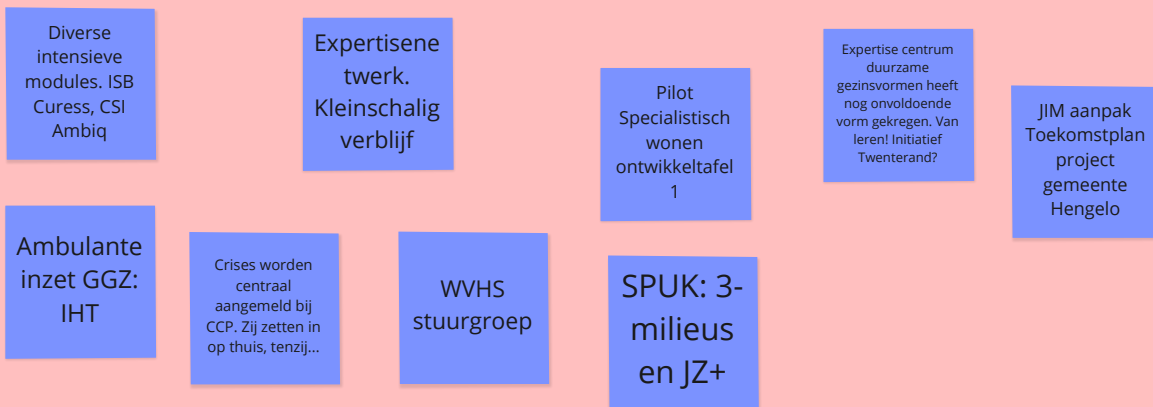 Diverse
intensieve
modules. ISB
Curess, CSI
Ambiq
Expertisene
twerk.
Kleinschalig
verblijf
Pilot
Specialistisch
wonen
ontwikkeltafel
1
Expertise centrum
duurzame
gezinsvormen heeft
nog onvoldoende
vorm gekregen. Van
leren! Initiatief
Twenterand?
JIM aanpak
Toekomstplan
project
gemeente
Hengelo
Ambulante
inzet GGZ:
IHT
Crises worden
centraal
aangemeld bij
CCP. Zij zetten in
op thuis, tenzij...
WVHS
stuurgroep
SPUK: 3-
milieus
en JZ+